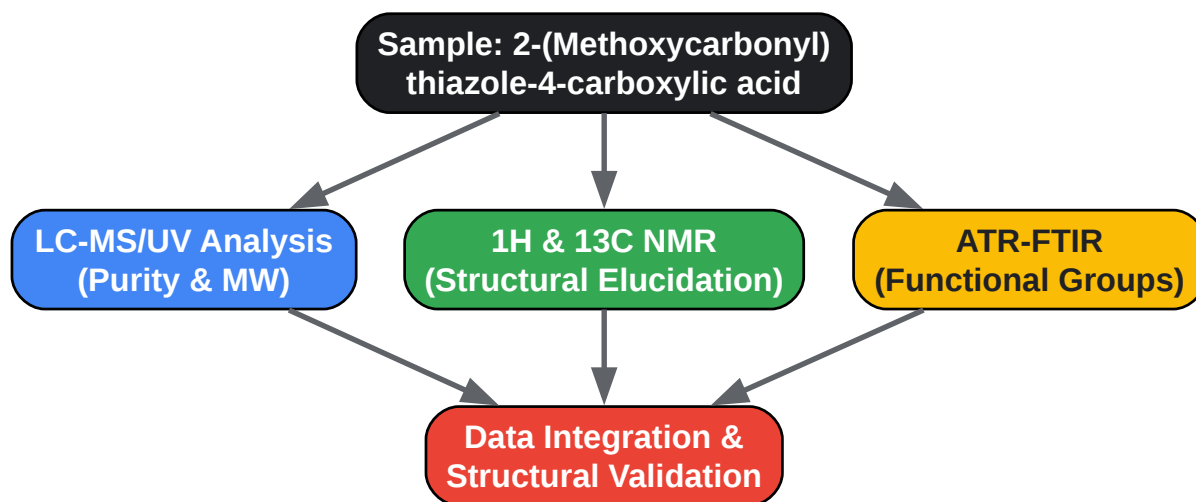 Sample: 2-(Methoxycarbonyl)
thiazole-4-carboxylic acid
LC-MS/UV Analysis
(Purity & MW)
1H & 13C NMR
(Structural Elucidation)
ATR-FTIR
(Functional Groups)
Data Integration &
Structural Validation